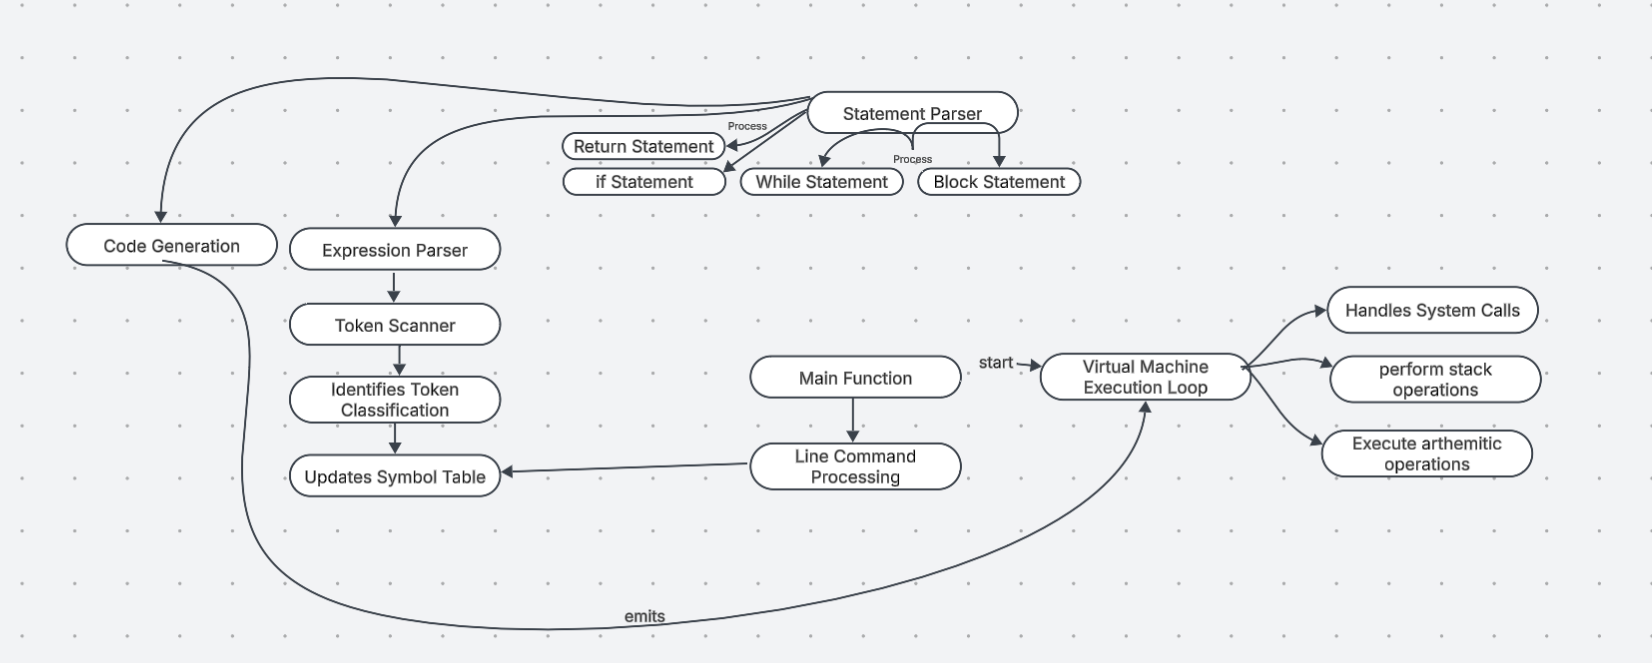 Statement Parser
Process
Return Statement
Process
if Statement
While Statement
Block Statement
Code Generation
Expression Parser
Token Scanner
Identifies Token
Classification
Updates Symbol Table
Main Function
Line Command
Processing
start
Virtual Machine
Execution Loop
Handles System Calls
perform stack
operations
Execute arthemitic
operations
emits